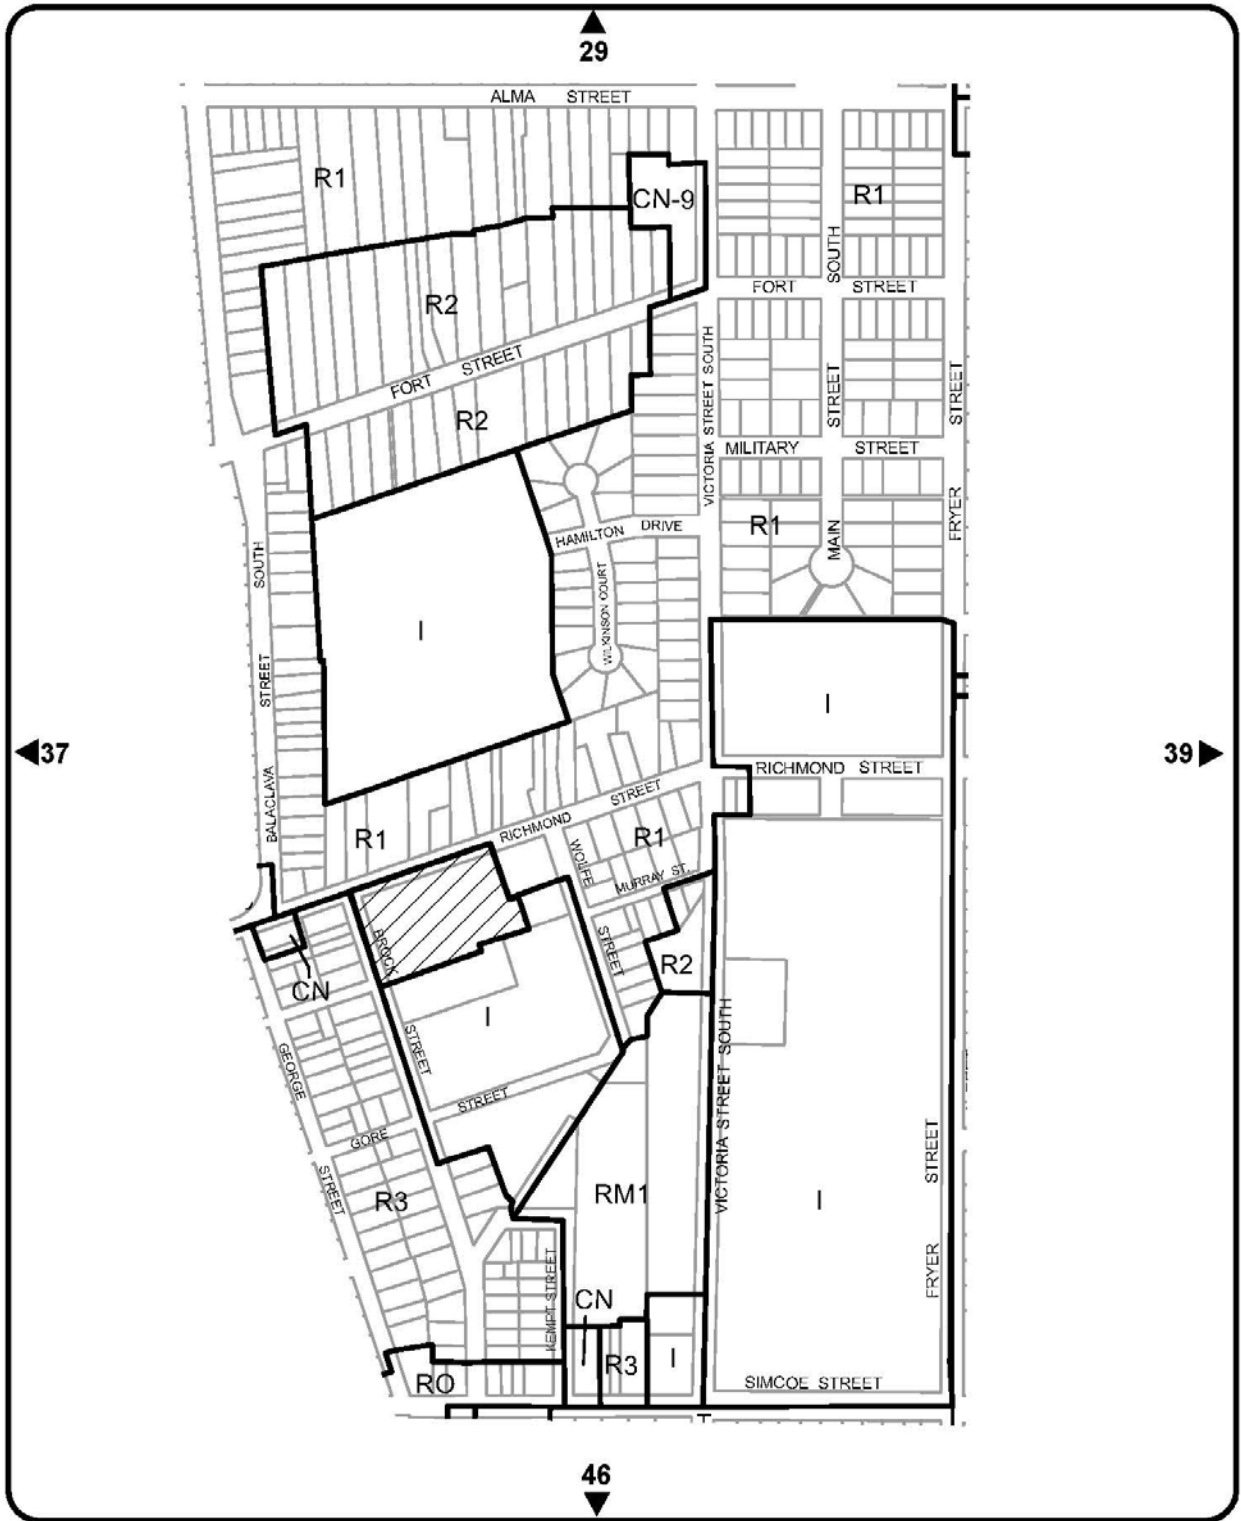 29
ALMA STREET
R1
CN-9
R1
SOUTH
FORT STREET
R2
FORT STREET
VICTORIA STREET SOUTH
STREET
STREET
R2
MILITARY STREET
R1
HAMILTON DRIVE
MAIN
FRYER
SOUTH
WILKINSON COURT
I
STREET
I
37
39
RICHMOND STREET
BALACLAVA
RICHMOND STREET
R1
R1
WOLFE
MURRAY ST.
BROCK
STREET
R2
CN
I
VICTORIA STREET SOUTH
STREET
GEORGE
STREET
GORE
STREET
STREET
R3
RM1
I
FRYER
KEMPT STREET
CN
R3
I
RO
SIMCOE STREET
46